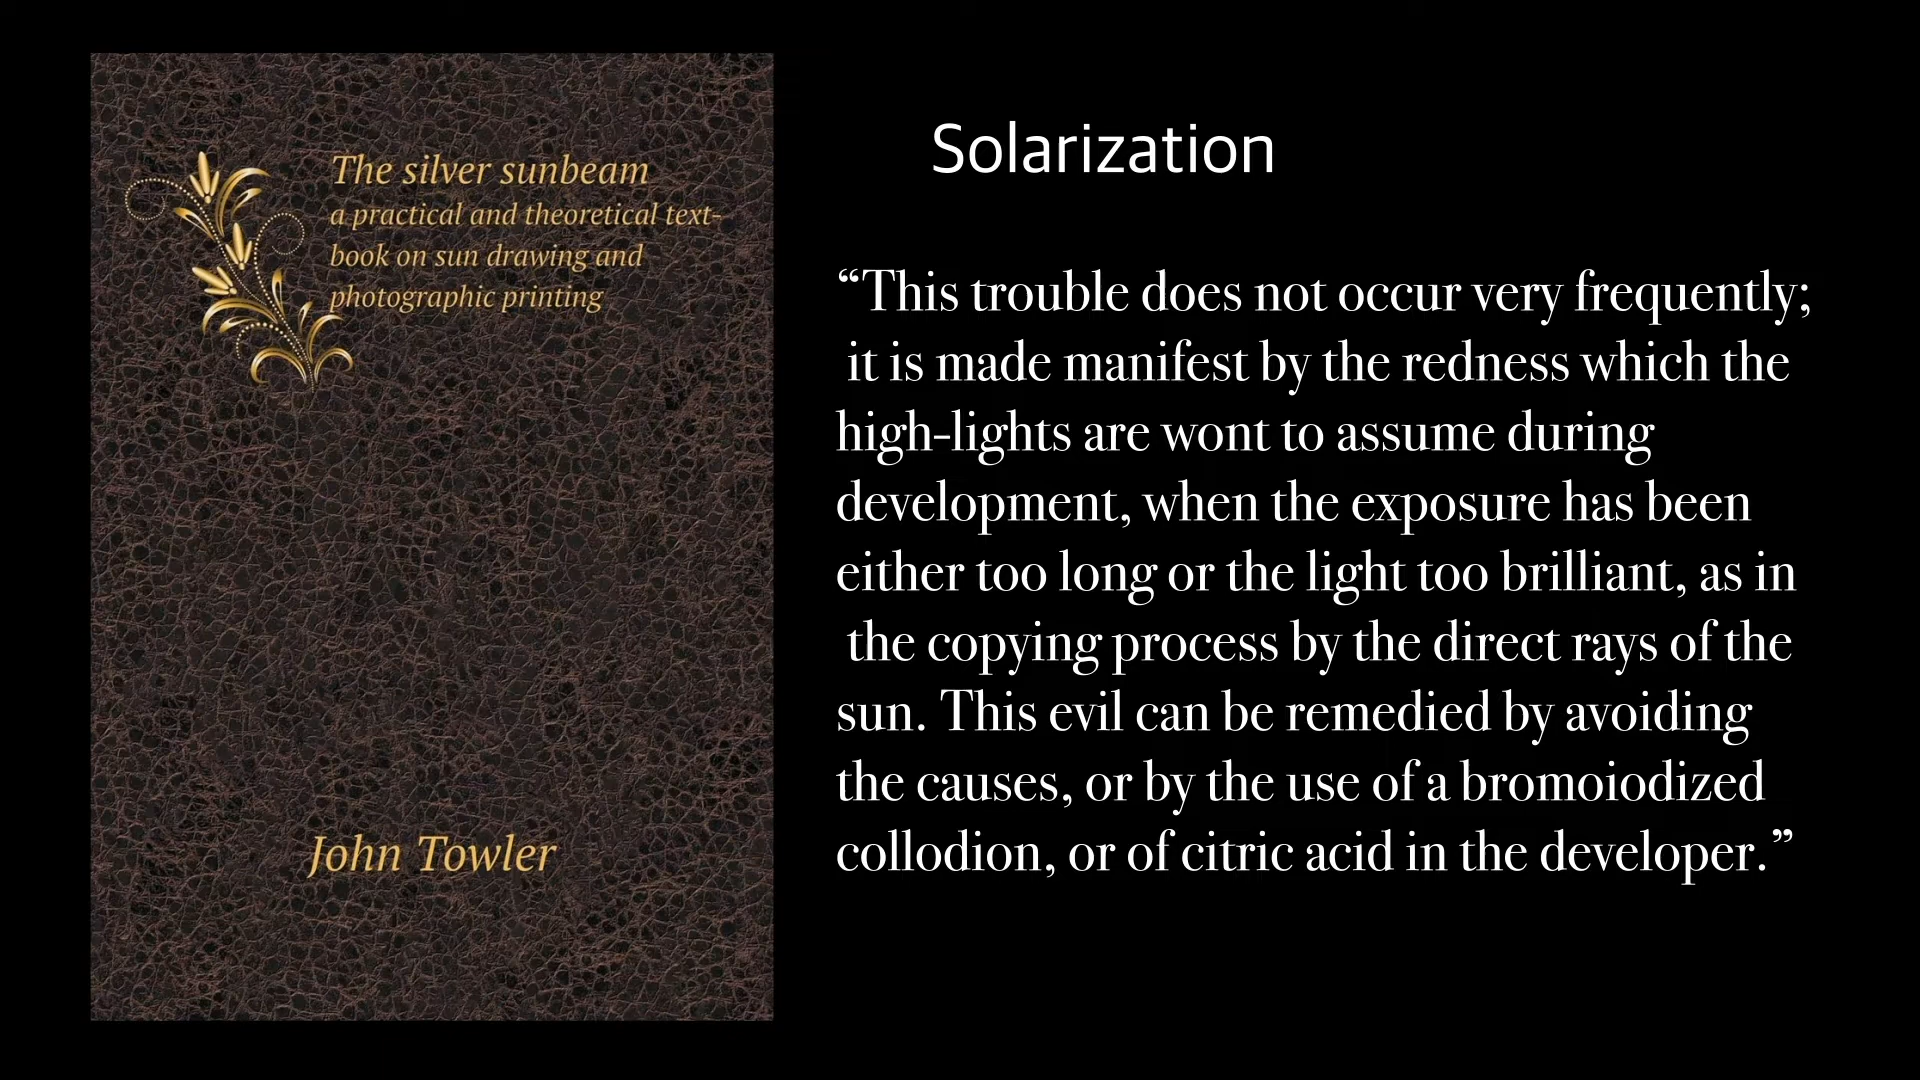 The silver sunbeam
a practical and theoretical text-
book on sun drawing and
photographic printing
John Towler
Solarization
“This trouble does not occur very frequently;
it is made manifest by the redness which the
high-lights are wont to assume during
development, when the exposure has been
either too long or the light too brilliant, as in
the copying process by the direct rays of the
sun. This evil can be remedied by avoiding
the causes, or by the use of a bromoiodized
collodion, or of citric acid in the developer.”